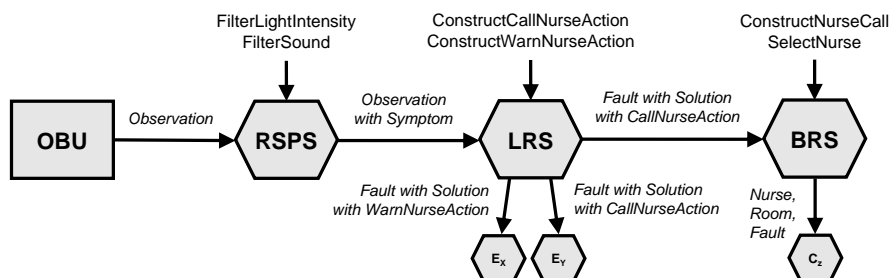 FilterLightIntensity
FilterSound
ConstructCallNurseAction
ConstructWarnNurseAction
ConstructNurseCall
SelectNurse
OBU
Observation
RSPS
Observation
with Symptom
LRS
Fault with Solution
with CallNurseAction
BRS
Fault with Solution
with WarnNurseAction
Fault with Solution
with CallNurseAction
Nurse,
Room,
Fault
EX
EY
Cz